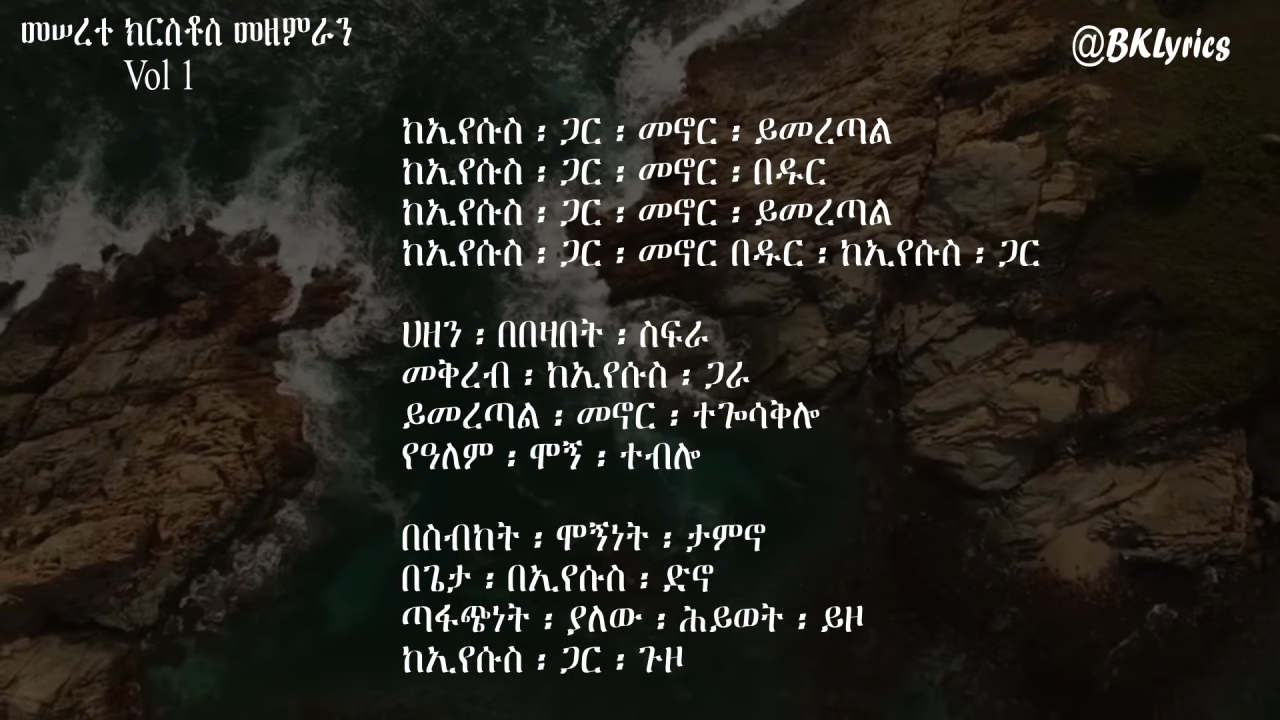 መሠረተ ክርስቶስ መዘምራን
Vol 1
@BKLyrics
ከኢየሱስ ፡ ጋር ፡ መኖር ፡ ይመረጣል
ከኢየሱስ ፡ ጋር ፡ መኖር ፡ በዱር
ከኢየሱስ ፡ ጋር ፡ መኖር ፡ ይመረጣል
ከኢየሱስ ፡ ጋር ፡ መኖር በዱር ፡ ከኢየሱስ ፡ ጋር
ሀዘን ፡ በበዛበት ፡ ስፍራ
መቅረብ ፡ ከኢየሱስ ፡ ጋራ
ይመረጣል ፡ መኖር ፡ ተጐሳቅሎ
የዓለም ፡ ሞኝ ፡ ተብሎ
በስብከት ፡ ሞኝነት ፡ ታምኖ
በጌታ ፡ በኢየሱስ ፡ ድኖ
ጣፋጭነት ፡ ያለው ፡ ሕይወት ፡ ይዞ
ከኢየሱስ ፡ ጋር ፡ ጉዞ